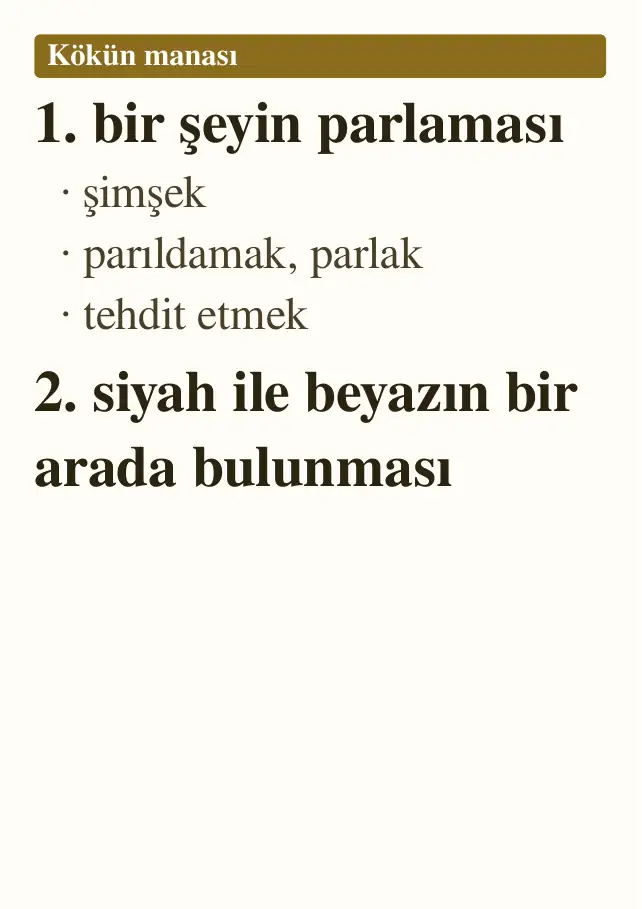 Kökün manası
1. bir şeyin parlaması
· şimşek
· parıldamak, parlak
· tehdit etmek
2. siyah ile beyazın bir
arada bulunması